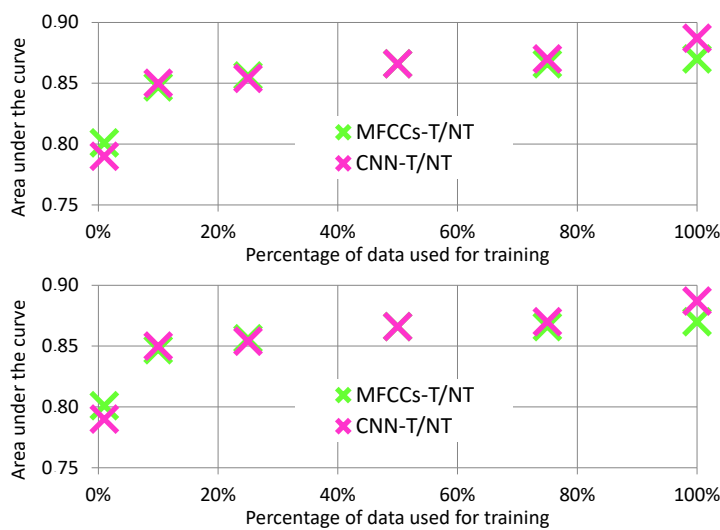 0.90
0.85
0.80
0.75
Area under the curve
MFCCs-T/NT
CNN-T/NT
0% 20% 40% 60% 80% 100%
Percentage of data used for training
0.90
0.85
0.80
0.75
Area under the curve
MFCCs-T/NT
CNN-T/NT
0% 20% 40% 60% 80% 100%
Percentage of data used for training